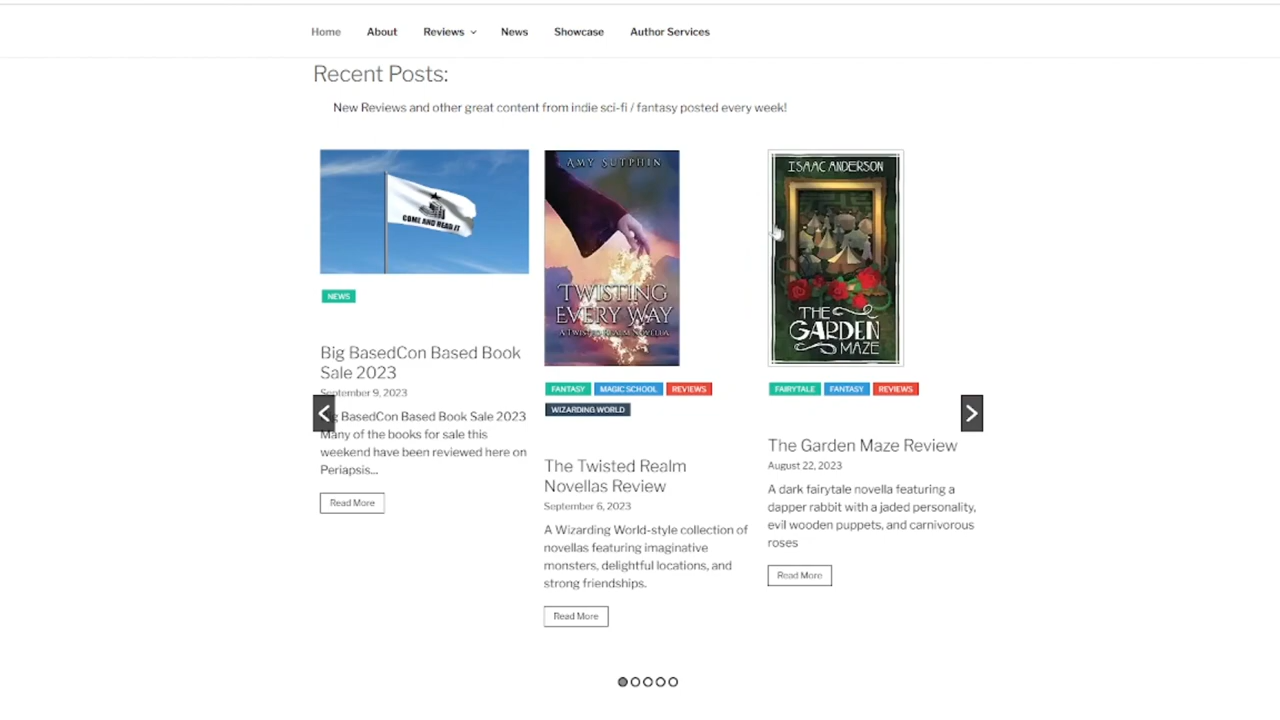 Home About Reviews News Showcase Author Services
Recent Posts:
New Reviews and other great content from indie sci-fi / fantasy posted every week!
COME AND READ IT
NEWS
Big BasedCon Based Book
Sale 2023
September 9, 2023
Big BasedCon Based Book Sale 2023
Many of the books for sale this
weekend have been reviewed here on
Periapsis...
Read More
AMY SUTPHIN
TWISTING
EVERY WAY
A TWISTED REALM NOVELLA
FANTASY MAGIC SCHOOL REVIEWS
WIZARDING WORLD
The Twisted Realm
Novellas Review
September 6, 2023
A Wizarding World-style collection of
novellas featuring imaginative
monsters, delightful locations, and
strong friendships.
Read More
ISAAC ANDERSON
THE
GARDEN
MAZE
FAIRYTALE FANTASY REVIEWS
The Garden Maze Review
August 22, 2023
A dark fairytale novella featuring a
dapper rabbit with a jaded personality,
evil wooden puppets, and carnivorous
roses
Read More